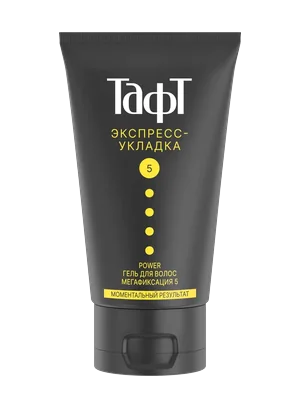 Тафт
ЭКСПРЕСС-
УКЛАДКА
5
POWER
ГЕЛЬ ДЛЯ ВОЛОС
МЕГАФИКСАЦИЯ 5
МОМЕНТАЛЬНЫЙ РЕЗУЛЬТАТ